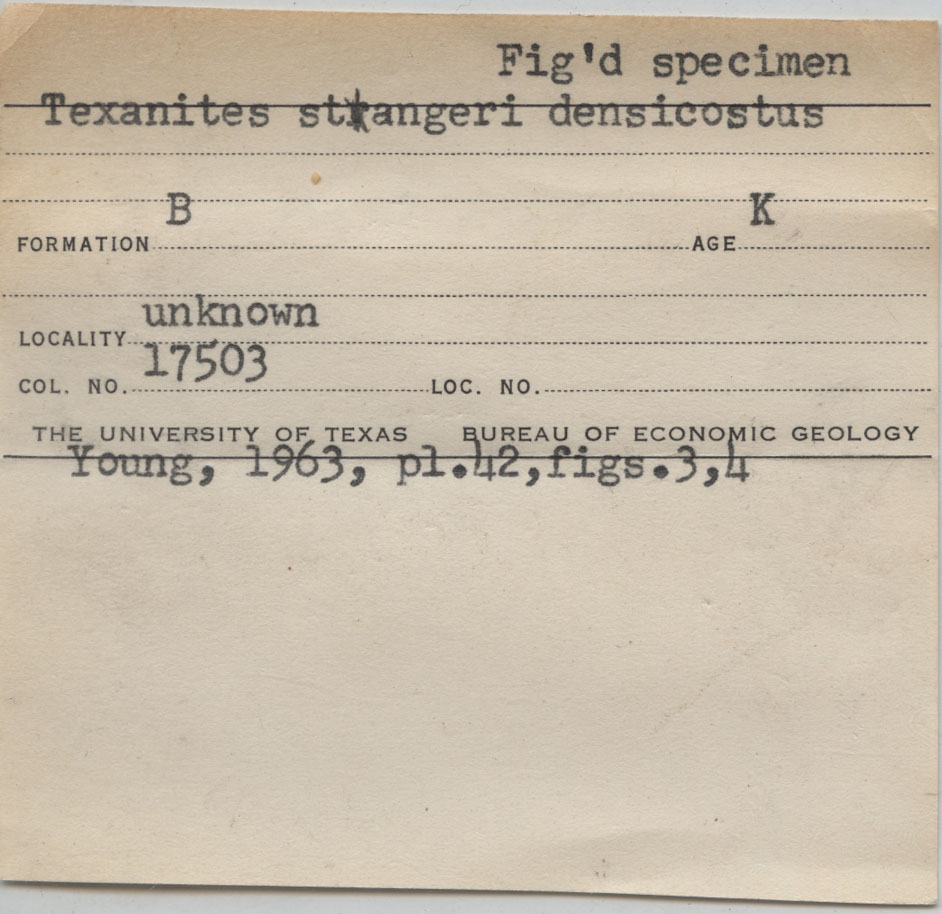 Fig'd specimen
Texanites stangeri densicostus
B K
FORMATION AGE
unknown
LOCALITY
17503
COL. NO. LOC. NO.
THE UNIVERSITY OF TEXAS BUREAU OF ECONOMIC GEOLOGY
Young, 1963, pl.42,figs.3,4